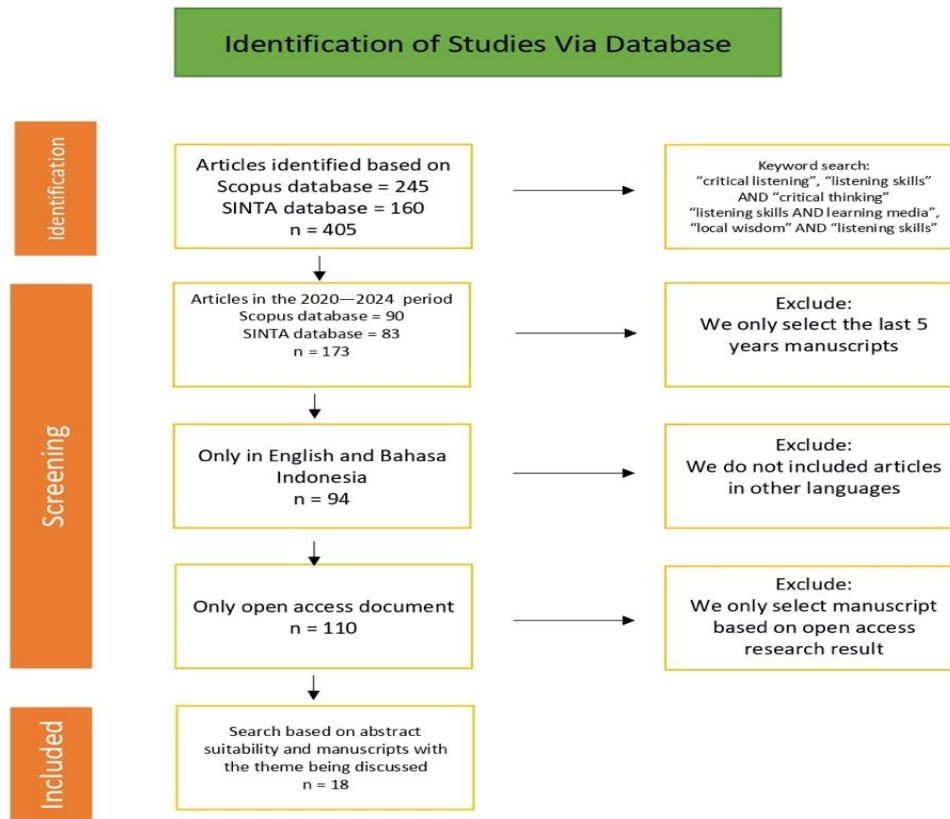 Identification of Studies Via Database
Identification
Articles identified based on
Scopus database = 245
SINTA database = 160
n = 405
Keyword search:
“critical listening”, “listening skills”
AND “critical thinking”
“listening skills AND learning media”,
“local wisdom” AND “listening skills”
Screening
Articles in the 2020—2024 period
Scopus database = 90
SINTA database = 83
n = 173
Exclude:
We only select the last 5
years manuscripts
Only in English and Bahasa
Indonesia
n = 94
Exclude:
We do not included articles
in other languages
Only open access document
n = 110
Exclude:
We only select manuscript
based on open access
research result
Included
Search based on abstract
suitability and manuscripts with
the theme being discussed
n = 18